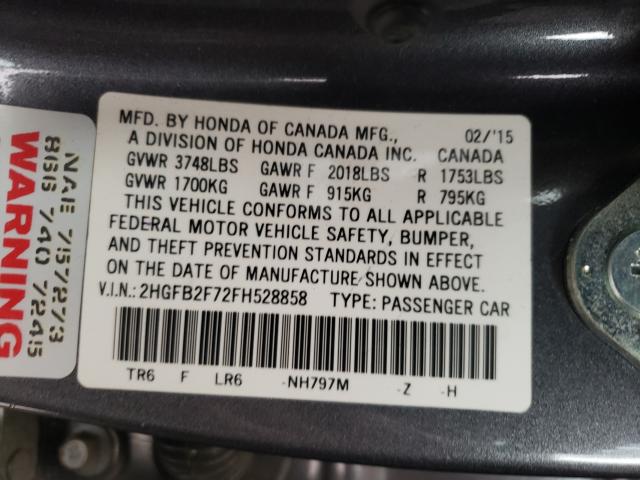 MFD. BY HONDA OF CANADA MFG., 02/'15
A DIVISION OF HONDA CANADA INC. CANADA
GVWR 3748LBS GAWR F 2018LBS R 1753LBS
GVWR 1700KG GAWR F 915KG R 795KG
THIS VEHICLE CONFORMS TO ALL APPLICABLE
FEDERAL MOTOR VEHICLE SAFETY, BUMPER,
AND THEFT PREVENTION STANDARDS IN EFFECT
ON THE DATE OF MANUFACTURE SHOWN ABOVE.
V.I.N.: 2HGFB2F72FH528858 TYPE: PASSENGER CAR
TR6 F LR6 -NH797M -Z -H
WARNING